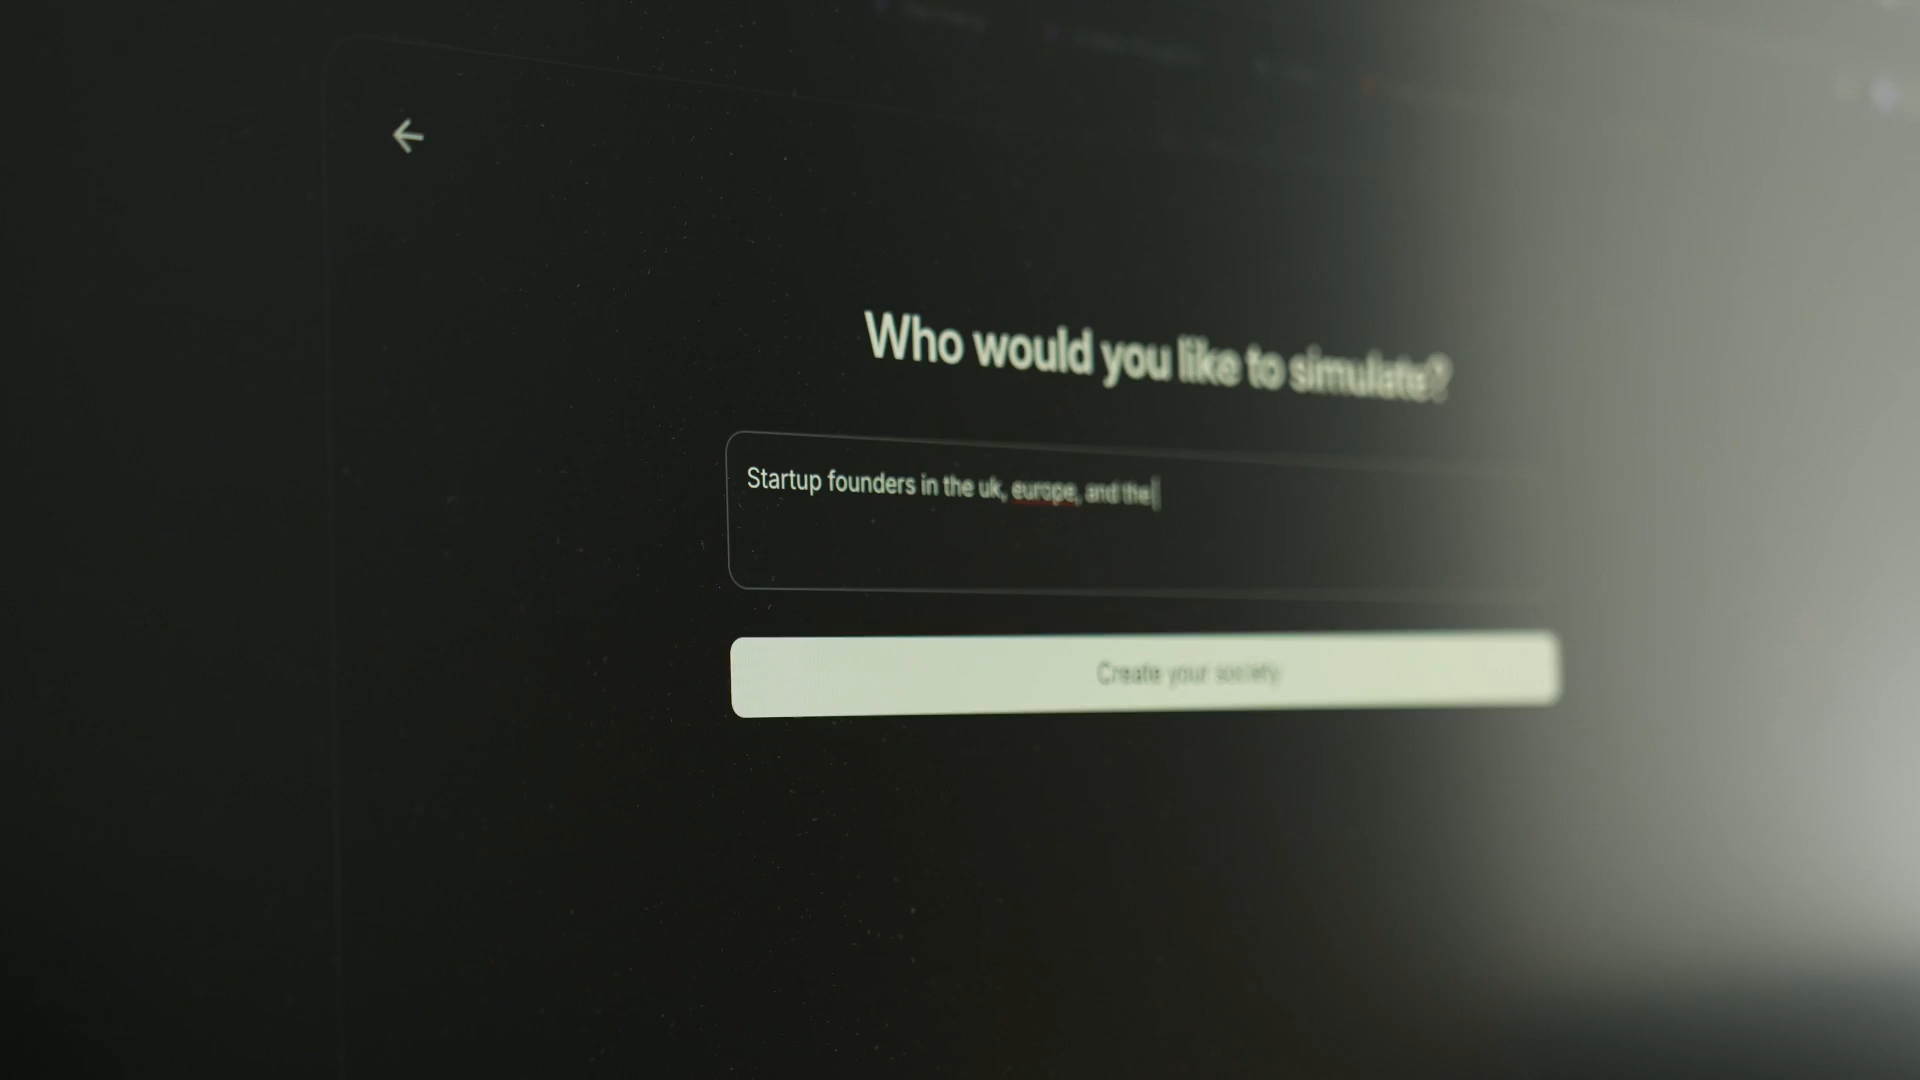 Who would you like to simulate?
Startup founders in the uk, europe, and the
Create your society